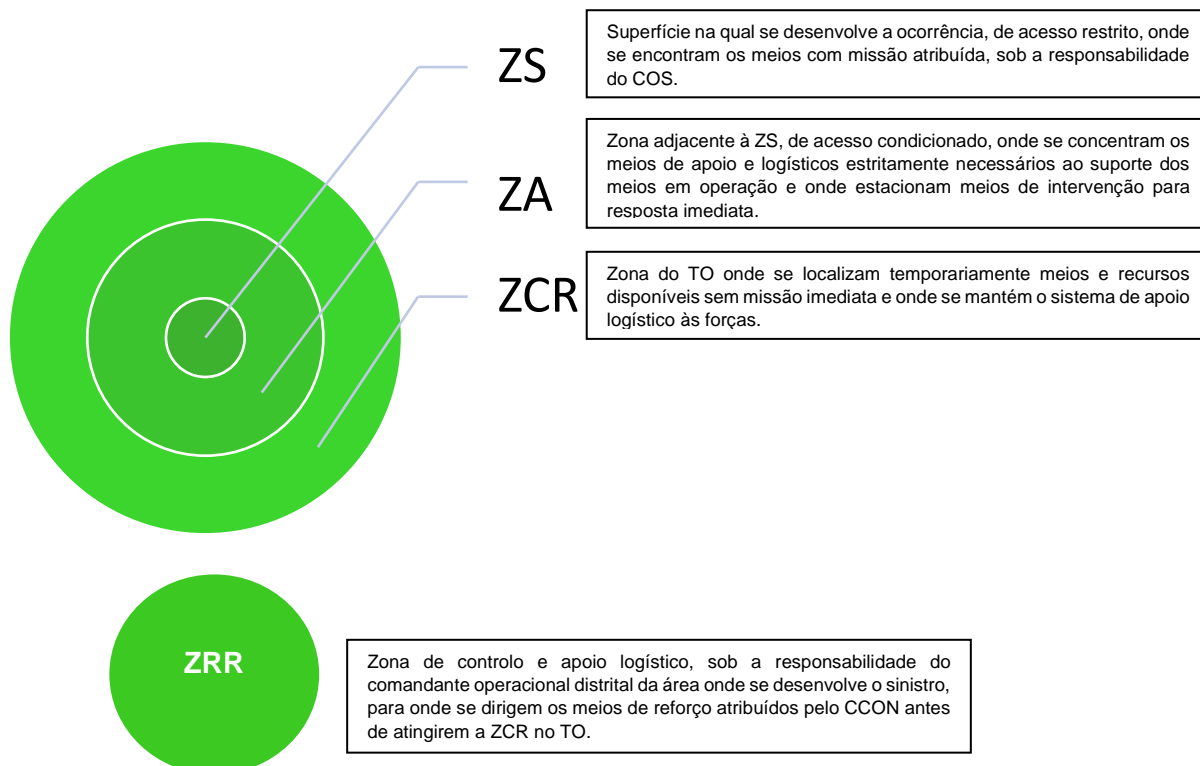 ZS
Superfície na qual se desenvolve a ocorrência, de acesso restrito, onde
se encontram os meios com missão atribuída, sob a responsabilidade
do COS.
ZA
Zona adjacente à ZS, de acesso condicionado, onde se concentram os
meios de apoio e logísticos estritamente necessários ao suporte dos
meios em operação e onde estacionam meios de intervenção para
resposta imediata.
ZCR
Zona do TO onde se localizam temporariamente meios e recursos
disponíveis sem missão imediata e onde se mantém o sistema de apoio
logístico às forças.
ZRR
Zona de controlo e apoio logístico, sob a responsabilidade do
comandante operacional distrital da área onde se desenvolve o sinistro,
para onde se dirigem os meios de reforço atribuídos pelo CCON antes
de atingirem a ZCR no TO.